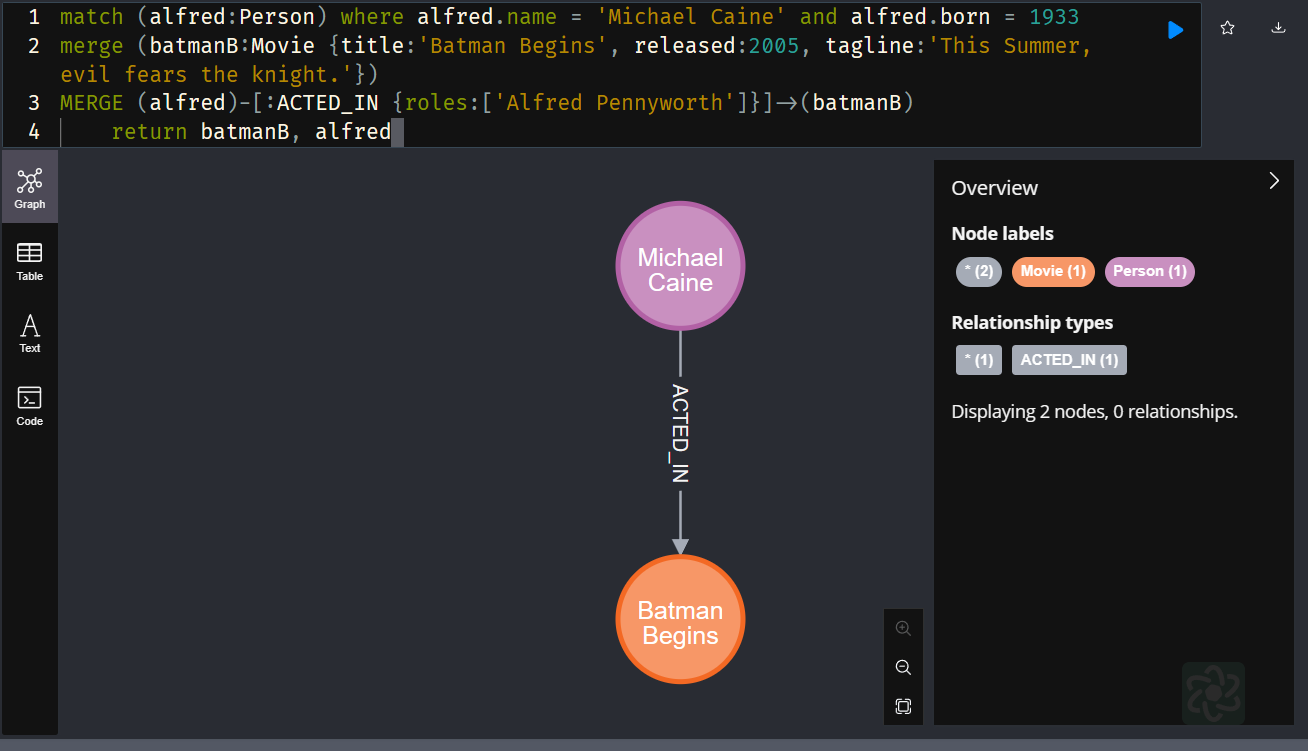 1 match (alfred:Person) where alfred.name = 'Michael Caine' and alfred.born = 1933
2 merge (batmanB:Movie {title:'Batman Begins', released:2005, tagline:'This Summer,
evil fears the knight.'})
3 MERGE (alfred)-[:ACTED_IN {roles:['Alfred Pennyworth']}]->(batmanB)
4 return batmanB, alfred
Graph
Table
Text
Code
Michael
Caine
ACTED_IN
Batman
Begins
Overview
Node labels
* (2) Movie (1) Person (1)
Relationship types
* (1) ACTED_IN (1)
Displaying 2 nodes, 0 relationships.